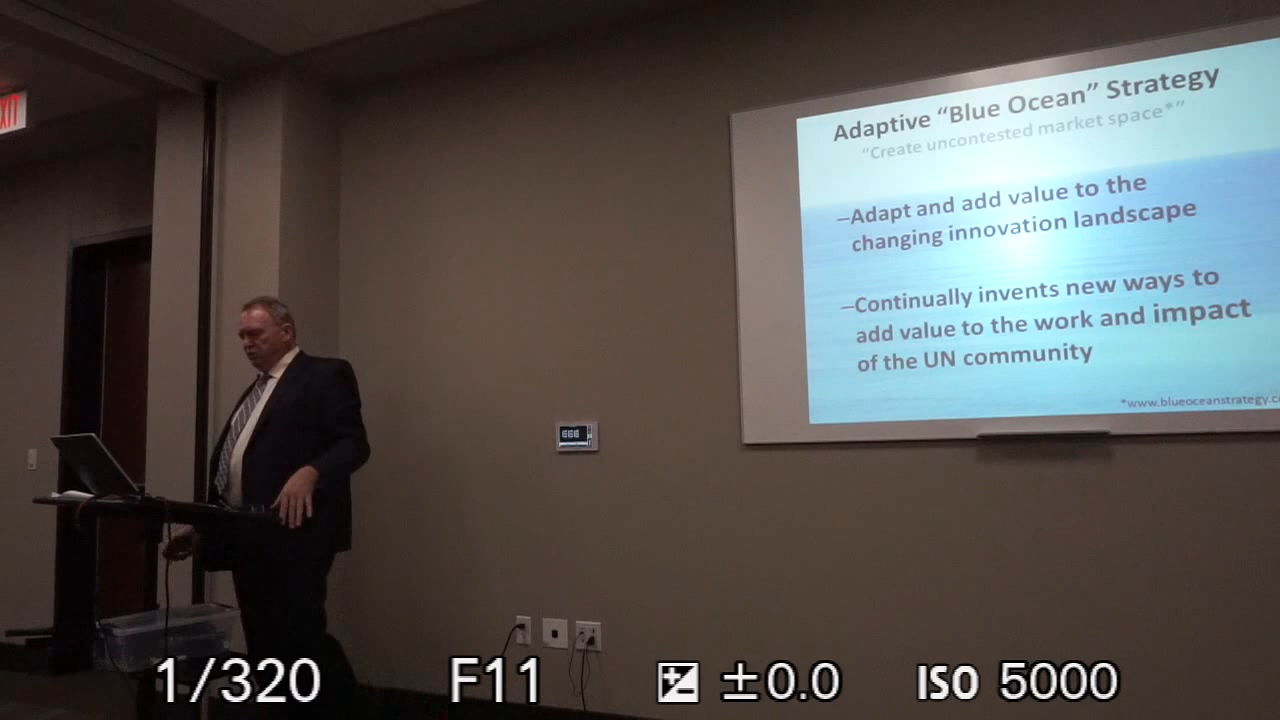 EXIT
Adaptive “Blue Ocean” Strategy
“Create uncontested market space*”
–Adapt and add value to the
changing innovation landscape
–Continually invents new ways to
add value to the work and impact
of the UN community
*www.blueoceanstrategy.c
1/320 F11 ±0.0 ISO 5000